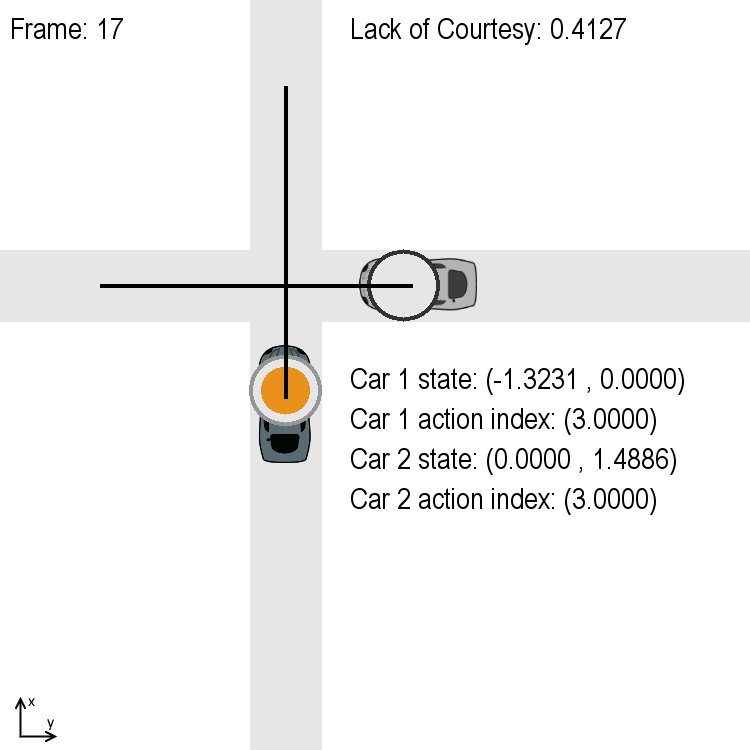 Frame: 17
Lack of Courtesy: 0.4127
Car 1 state: (-1.3231 , 0.0000)
Car 1 action index: (3.0000)
Car 2 state: (0.0000 , 1.4886)
Car 2 action index: (3.0000)
x
y